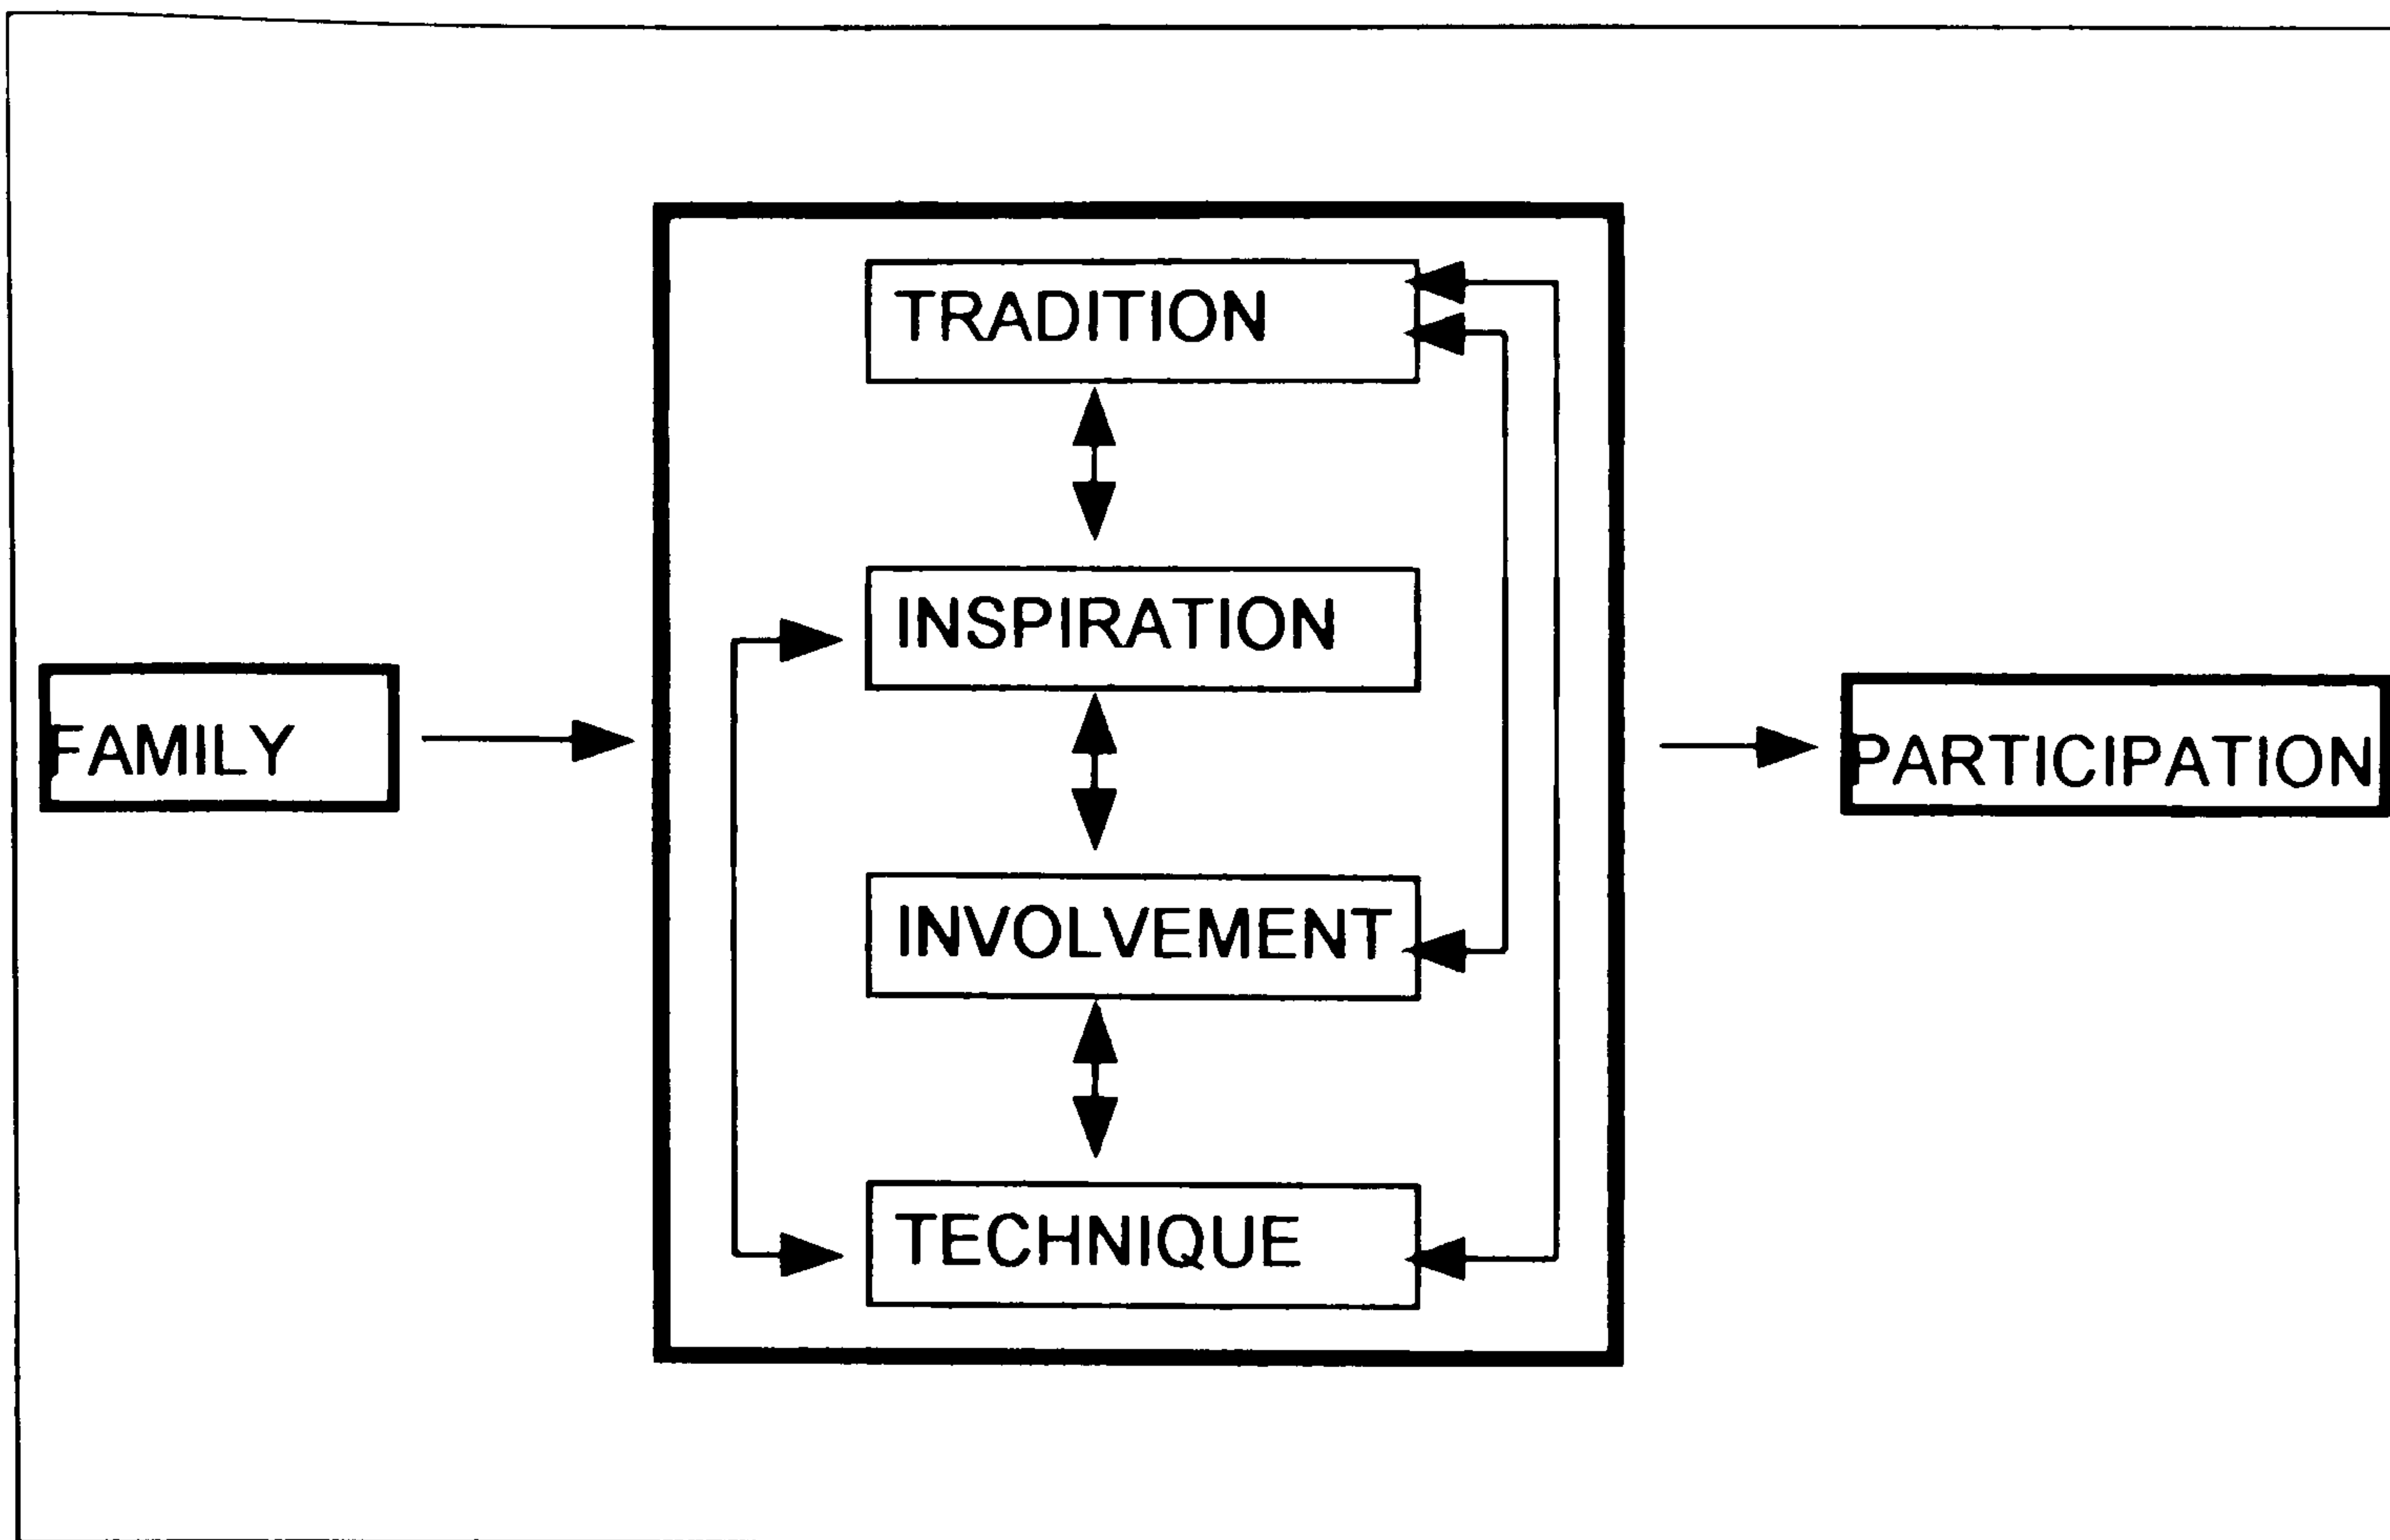 TRADITION
INSPIRATION
FAMILY
PARTICIPATION
INVOLVEMENT
TECHNIQUE